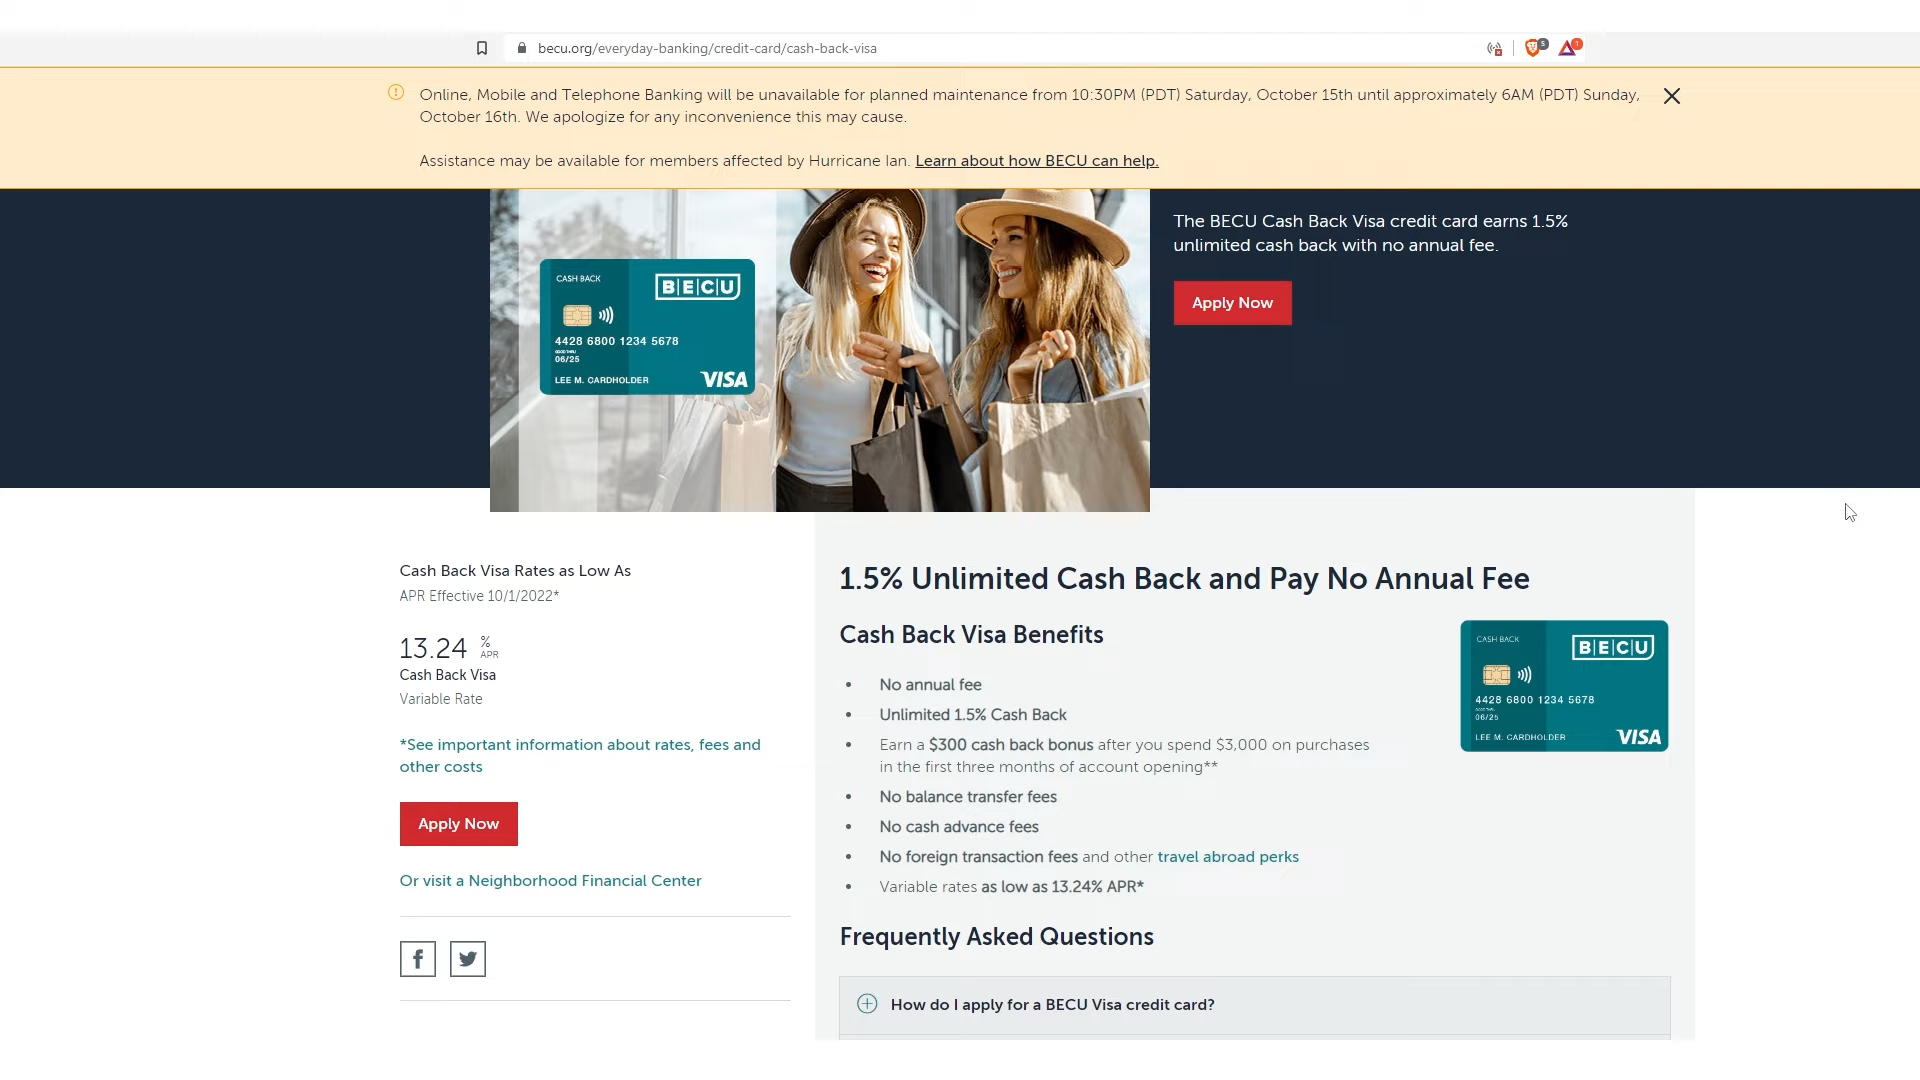 becu.org/everyday-banking/credit-card/cash-back-visa
5
1
Online, Mobile and Telephone Banking will be unavailable for planned maintenance from 10:30PM (PDT) Saturday, October 15th until approximately 6AM (PDT) Sunday,
October 16th. We apologize for any inconvenience this may cause.
Assistance may be available for members affected by Hurricane Ian. Learn about how BECU can help.
CASH BACK
BECU
4428 6800 1234 5678
GOOD THRU
06/25
LEE M. CARDHOLDER
VISA
The BECU Cash Back Visa credit card earns 1.5%
unlimited cash back with no annual fee.
Apply Now
Cash Back Visa Rates as Low As
APR Effective 10/1/2022*
13.24 % APR
Cash Back Visa
Variable Rate
*See important information about rates, fees and
other costs
Apply Now
Or visit a Neighborhood Financial Center
1.5% Unlimited Cash Back and Pay No Annual Fee
Cash Back Visa Benefits
• No annual fee
• Unlimited 1.5% Cash Back
• Earn a $300 cash back bonus after you spend $3,000 on purchases
in the first three months of account opening**
• No balance transfer fees
• No cash advance fees
• No foreign transaction fees and other travel abroad perks
• Variable rates as low as 13.24% APR*
CASH BACK
BECU
4428 6800 1234 5678
06/25
LEE M. CARDHOLDER
VISA
Frequently Asked Questions
How do I apply for a BECU Visa credit card?